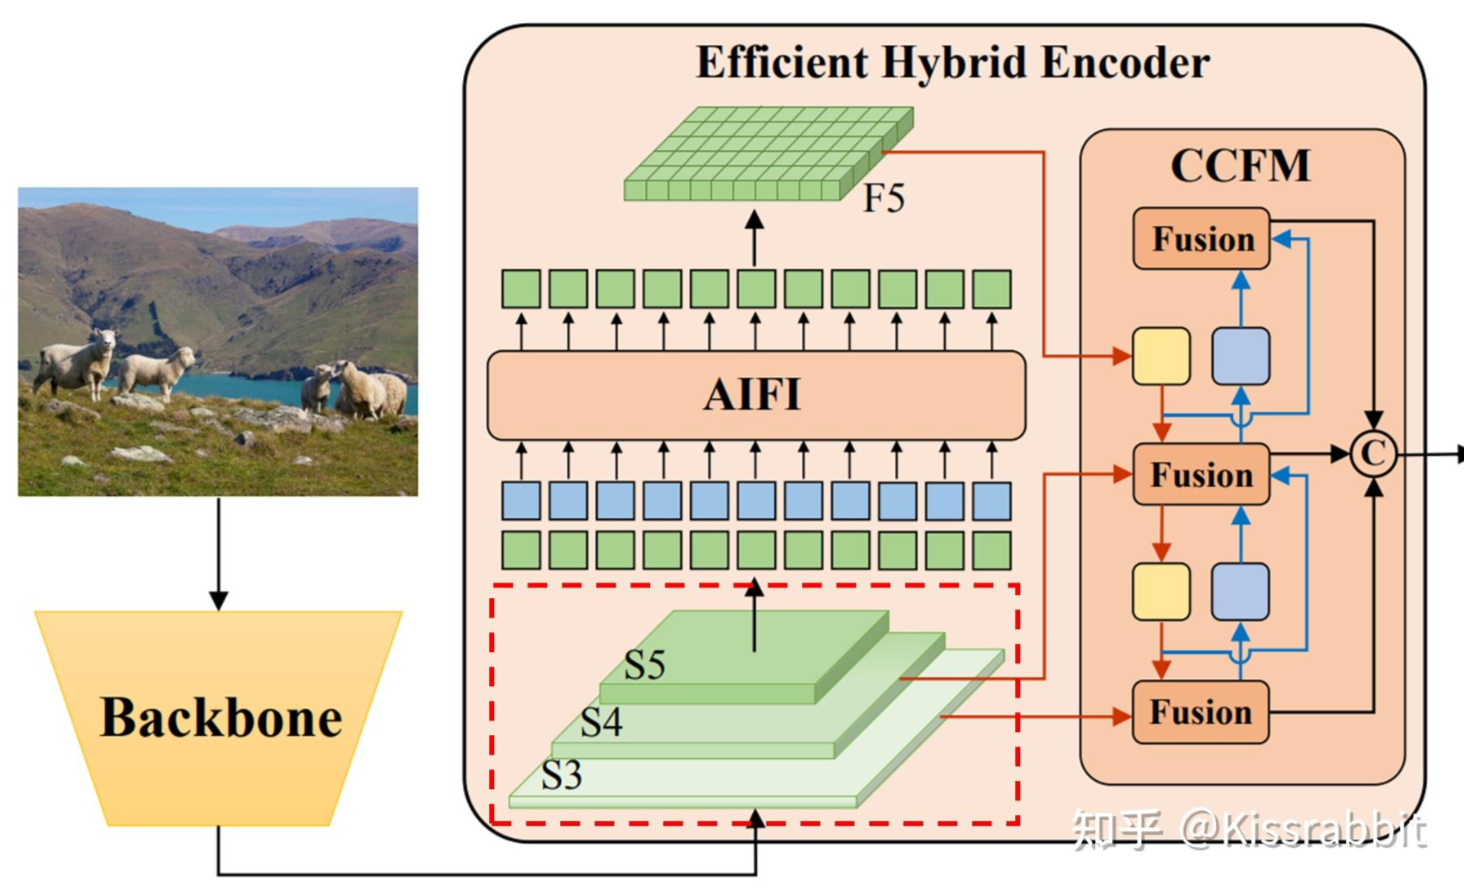 Efficient Hybrid Encoder
CCFM
F5
Fusion
AIFI
Fusion
C
S5
S4
S3
Fusion
Backbone
知乎 @Kissrabbit